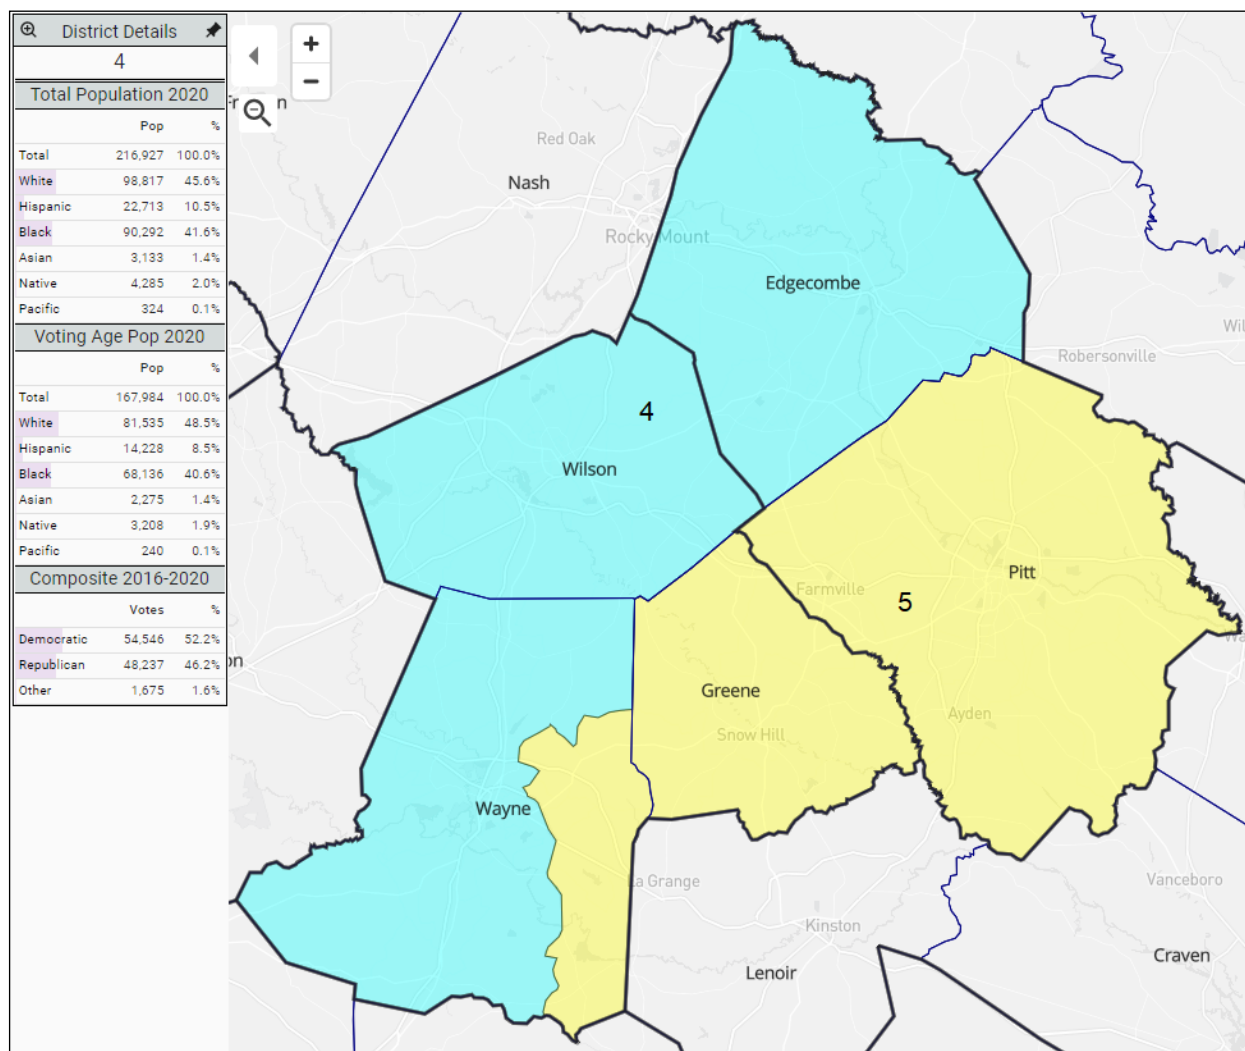 District Details
4
Total Population 2020
Pop %
Total 216,927 100.0%
White 98,817 45.6%
Hispanic 22,713 10.5%
Black 90,292 41.6%
Asian 3,133 1.4%
Native 4,285 2.0%
Pacific 324 0.1%
Voting Age Pop 2020
Pop %
Total 167,984 100.0%
White 81,535 48.5%
Hispanic 14,228 8.5%
Black 68,136 40.6%
Asian 2,275 1.4%
Native 3,208 1.9%
Pacific 240 0.1%
Composite 2016-2020
Votes %
Democratic 54,546 52.2%
Republican 48,237 46.2%
Other 1,675 1.6%
+
−
Red Oak
Nash
Rocky Mount
Edgecombe
Robersonville
4
Wilson
Pitt
Farmville
5
Greene
Ayden
Snow Hill
Wayne
La Grange
Vanceboro
Kinston
Craven
Lenoir